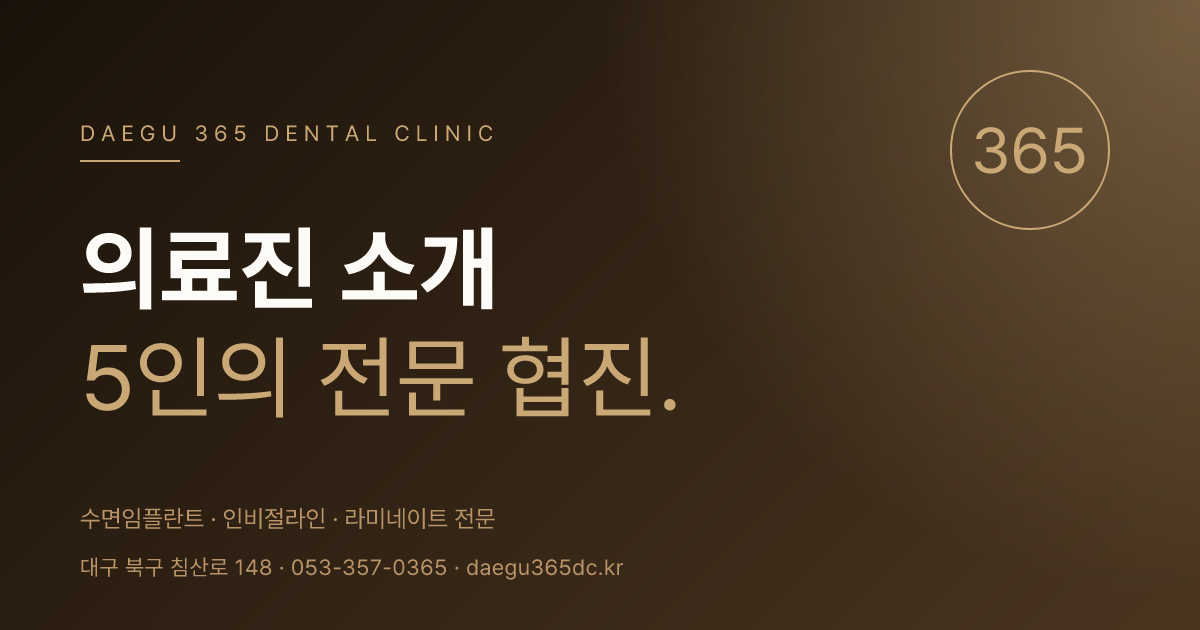 DAEGU 365 DENTAL CLINIC
365
의료진 소개
5인의 전문 협진.
수면임플란트 · 인비절라인 · 라미네이트 전문
대구 북구 침산로 148 · 053-357-0365 · daegu365dc.kr